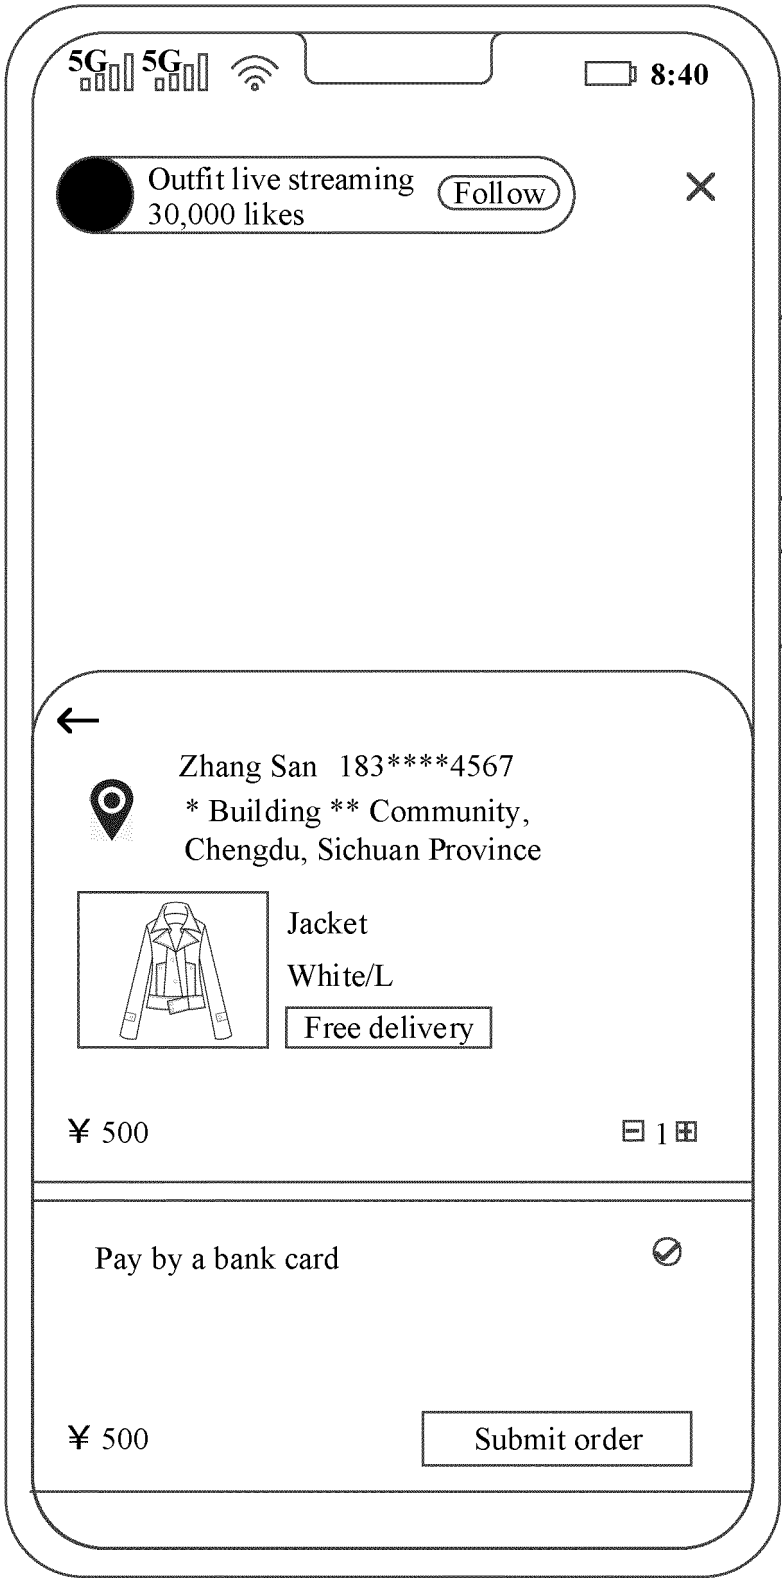 5G 5G 8:40
Outfit live streaming
30,000 likes
Follow
Zhang San 183****4567
* Building ** Community,
Chengdu, Sichuan Province
Jacket
White/L
Free delivery
¥ 500
1
Pay by a bank card
¥ 500
Submit order